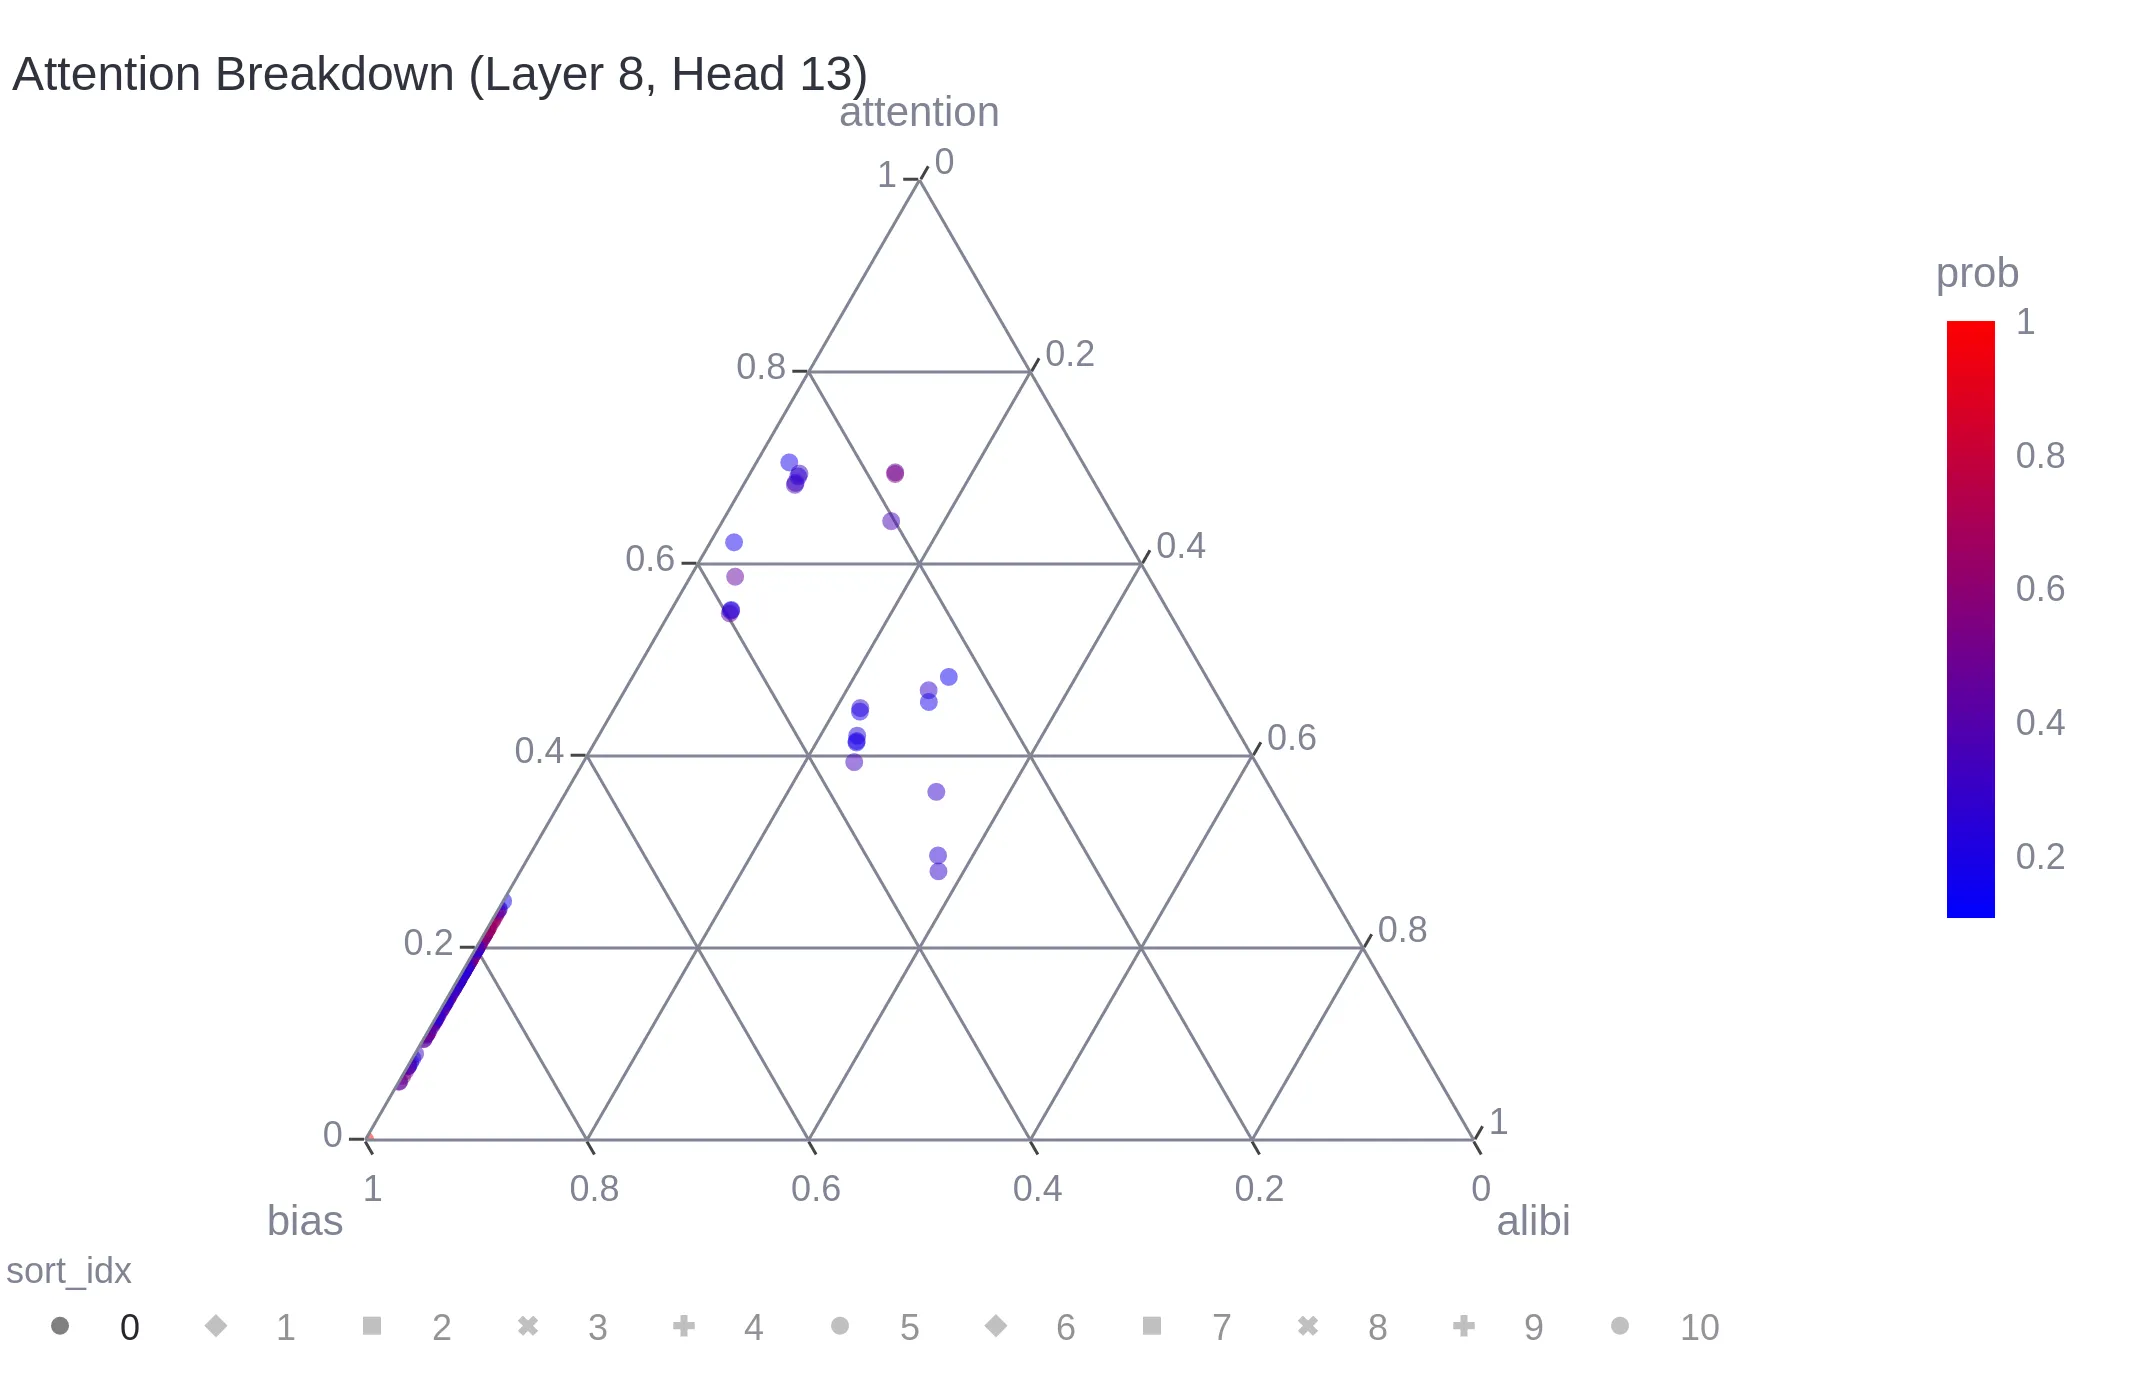 Attention Breakdown (Layer 8, Head 13)
attention
1 0
prob
1
0.8 0.2
0.8
0.6 0.4
0.6
0.4 0.6
0.4
0.2 0.8
0.2
0 1
1 0.8 0.6 0.4 0.2 0
bias alibi
sort_idx
0 1 2 3 4 5 6 7 8 9 10